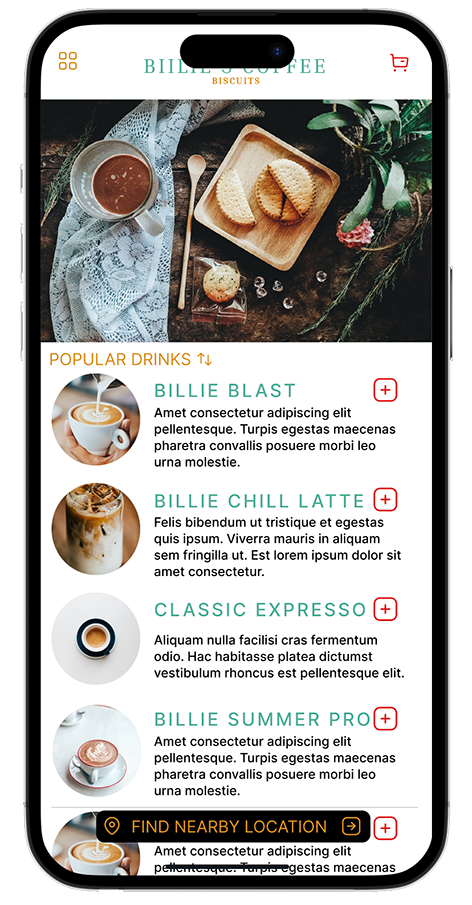 BIILIE'S COFFEE
BISCUITS
POPULAR DRINKS
BILLIE BLAST
Amet consectetur adipiscing elit
pellentesque. Turpis egestas maecenas
pharetra convallis posuere morbi leo
urna molestie.
BILLIE CHILL LATTE
Felis bibendum ut tristique et egestas
quis ipsum. Viverra mauris in aliquam
sem fringilla ut. Est lorem ipsum dolor sit
amet consectetur.
CLASSIC EXPRESSO
Aliquam nulla facilisi cras fermentum
odio. Hac habitasse platea dictumst
vestibulum rhoncus est pellentesque elit.
BILLIE SUMMER PRO
Amet consectetur adipiscing elit
pellentesque. Turpis egestas maecenas
pharetra convallis posuere morbi leo
urna molestie.
FIND NEARBY LOCATION
Amet consectetur adipiscing elit
pellentesque. Turpis egestas maecenas